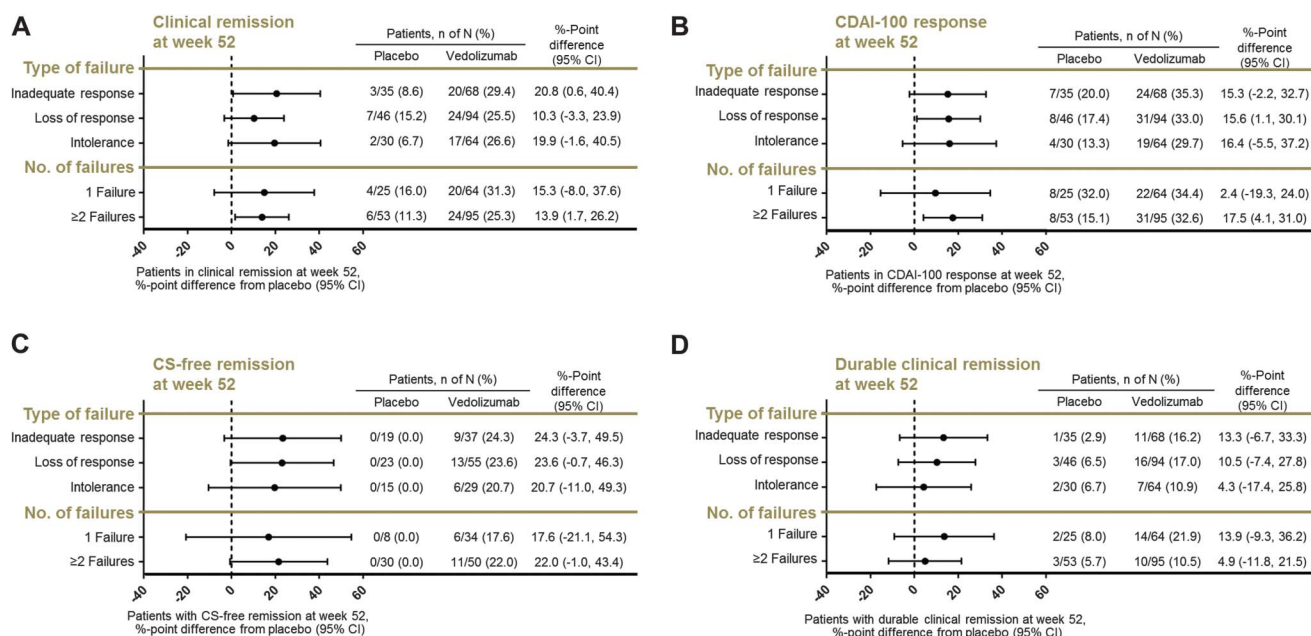 A
Clinical remission
at week 52
Patients, n of N (%)
%-Point
difference
(95% CI)
Placebo
Vedolizumab
Type of failure
Inadequate response 3/35 (8.6) 20/68 (29.4) 20.8 (0.6, 40.4)
Loss of response 7/46 (15.2) 24/94 (25.5) 10.3 (-3.3, 23.9)
Intolerance 2/30 (6.7) 17/64 (26.6) 19.9 (-1.6, 40.5)
No. of failures
1 Failure 4/25 (16.0) 20/64 (31.3) 15.3 (-8.0, 37.6)
≥2 Failures 6/53 (11.3) 24/95 (25.3) 13.9 (1.7, 26.2)
-40 -20 0 20 40 60
Patients in clinical remission at week 52,
%-point difference from placebo (95% CI)
B
CDAI-100 response
at week 52
Patients, n of N (%)
%-Point
difference
(95% CI)
Placebo
Vedolizumab
Type of failure
Inadequate response 7/35 (20.0) 24/68 (35.3) 15.3 (-2.2, 32.7)
Loss of response 8/46 (17.4) 31/94 (33.0) 15.6 (1.1, 30.1)
Intolerance 4/30 (13.3) 19/64 (29.7) 16.4 (-5.5, 37.2)
No. of failures
1 Failure 8/25 (32.0) 22/64 (34.4) 2.4 (-19.3, 24.0)
≥2 Failures 8/53 (15.1) 31/95 (32.6) 17.5 (4.1, 31.0)
-40 -20 0 20 40 60
Patients in CDAI-100 response at week 52,
%-point difference from placebo (95% CI)
C
CS-free remission
at week 52
Patients, n of N (%)
%-Point
difference
(95% CI)
Placebo
Vedolizumab
Type of failure
Inadequate response 0/19 (0.0) 9/37 (24.3) 24.3 (-3.7, 49.5)
Loss of response 0/23 (0.0) 13/55 (23.6) 23.6 (-0.7, 46.3)
Intolerance 0/15 (0.0) 6/29 (20.7) 20.7 (-11.0, 49.3)
No. of failures
1 Failure 0/8 (0.0) 6/34 (17.6) 17.6 (-21.1, 54.3)
≥2 Failures 0/30 (0.0) 11/50 (22.0) 22.0 (-1.0, 43.4)
-40 -20 0 20 40 60
Patients with CS-free remission at week 52,
%-point difference from placebo (95% CI)
D
Durable clinical remission
at week 52
Patients, n of N (%)
%-Point
difference
(95% CI)
Placebo
Vedolizumab
Type of failure
Inadequate response 1/35 (2.9) 11/68 (16.2) 13.3 (-6.7, 33.3)
Loss of response 3/46 (6.5) 16/94 (17.0) 10.5 (-7.4, 27.8)
Intolerance 2/30 (6.7) 7/64 (10.9) 4.3 (-17.4, 25.8)
No. of failures
1 Failure 2/25 (8.0) 14/64 (21.9) 13.9 (-9.3, 36.2)
≥2 Failures 3/53 (5.7) 10/95 (10.5) 4.9 (-11.8, 21.5)
-40 -20 0 20 40 60
Patients with durable clinical remission at week 52,
%-point difference from placebo (95% CI)